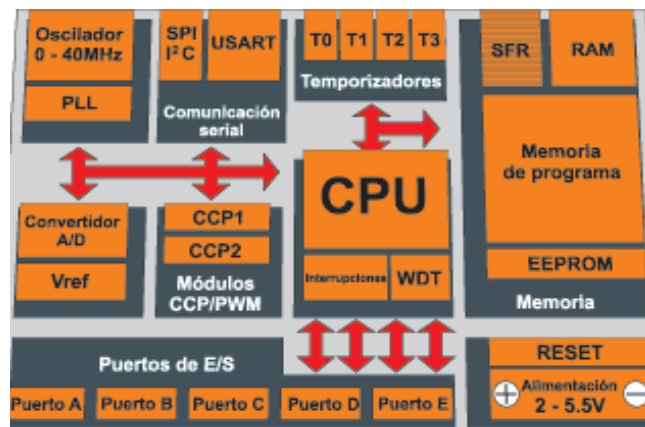 Oscilador
0 - 40MHz
PLL
SPI
I²C
USART
Comunicación
serial
T0
T1
T2
T3
Temporizadores
SFR
RAM
Memoria
de programa
EEPROM
Memoria
Convertidor
A/D
Vref
CCP1
CCP2
Módulos
CCP/PWM
CPU
Interrupciones
WDT
Puertos de E/S
Puerto A
Puerto B
Puerto C
Puerto D
Puerto E
RESET
Alimentación
+
2 - 5.5V
−